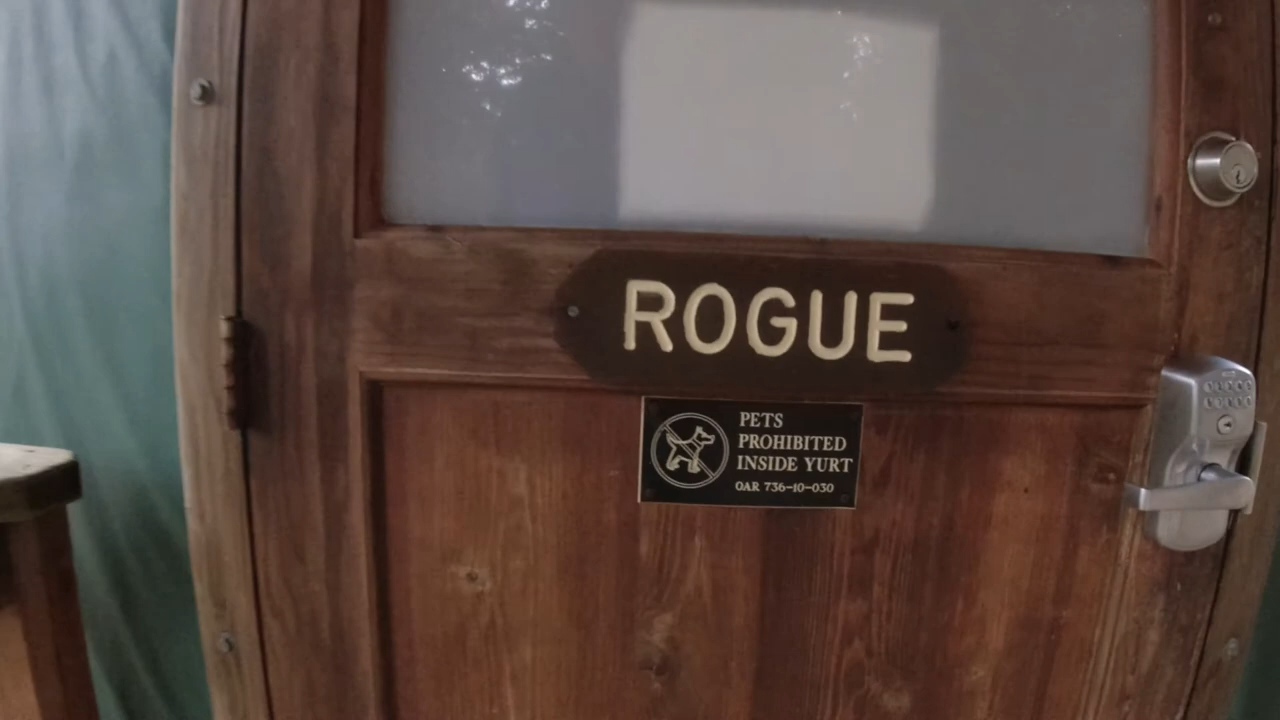 ROGUE
PETS
PROHIBITED
INSIDE YURT
OAR 736-10-030